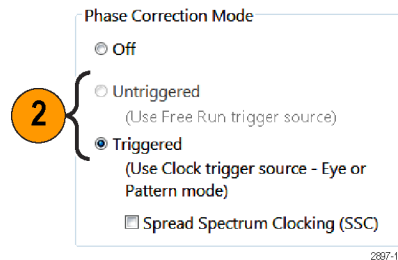 Phase Correction Mode
Off
2
Untriggered
(Use Free Run trigger source)
Triggered
(Use Clock trigger source - Eye or
Pattern mode)
Spread Spectrum Clocking (SSC)
2897-1